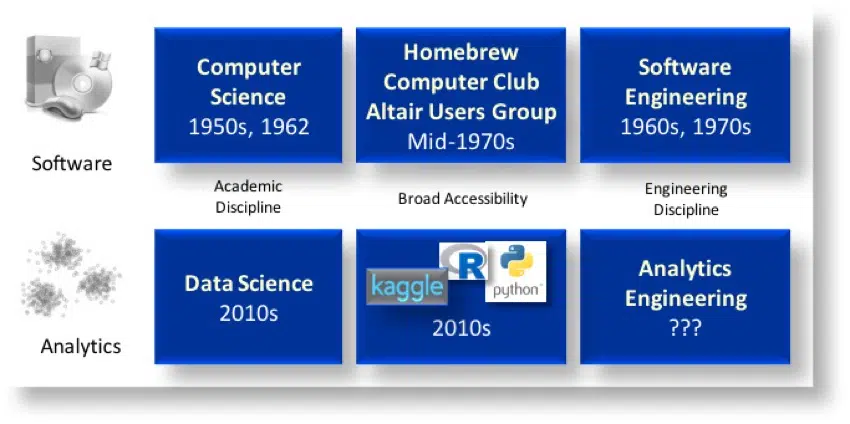 Computer
Science
1950s, 1962
Homebrew
Computer Club
Altair Users Group
Mid-1970s
Software
Engineering
1960s, 1970s
Software
Academic
Discipline
Broad Accessibility
Engineering
Discipline
Data Science
2010s
kaggle
R
python™
2010s
Analytics
Engineering
???
Analytics